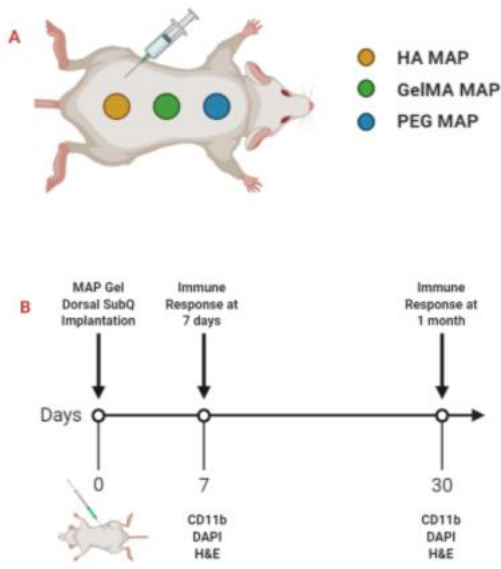 A
HA MAP
GelMA MAP
PEG MAP
B
MAP Gel
Dorsal SubQ
Implantation
Immune
Response at
7 days
Immune
Response at
1 month
Days
0
7
30
CD11b
DAPI
H&E
CD11b
DAPI
H&E